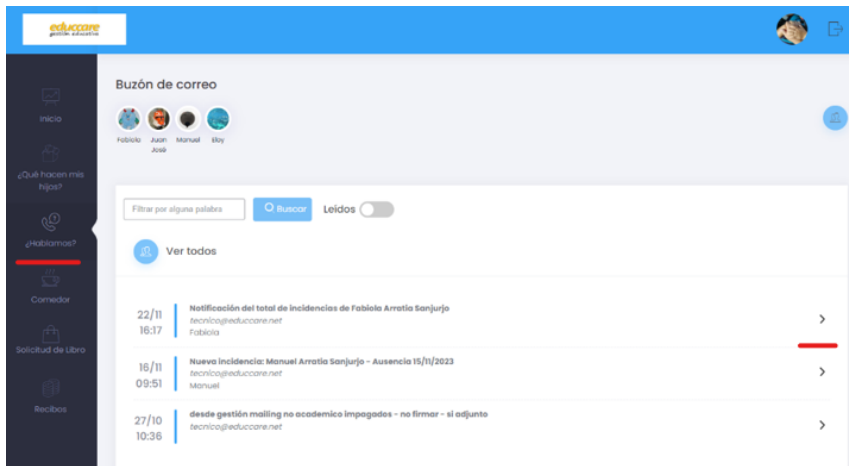 educcare
gestión educativa
Inicio
¿Qué hacen mis
hijos?
¿Hablamos?
Comedor
Solicitud de Libro
Recibos
Buzón de correo
Fabiola Juan Manuel Eloy
José
Filtrar por alguna palabra Buscar Leídos
Ver todos
22/11 Notificación del total de incidencias de Fabiola Arratia Sanjurjo
tecnico@educcare.net
16:17 Fabiola
16/11 Nueva incidencia: Manuel Arratia Sanjurjo - Ausencia 15/11/2023
tecnico@educcare.net
09:51 Manuel
27/10 desde gestión mailing no academico impagados - no firmar - si adjunto
tecnico@educcare.net
10:36